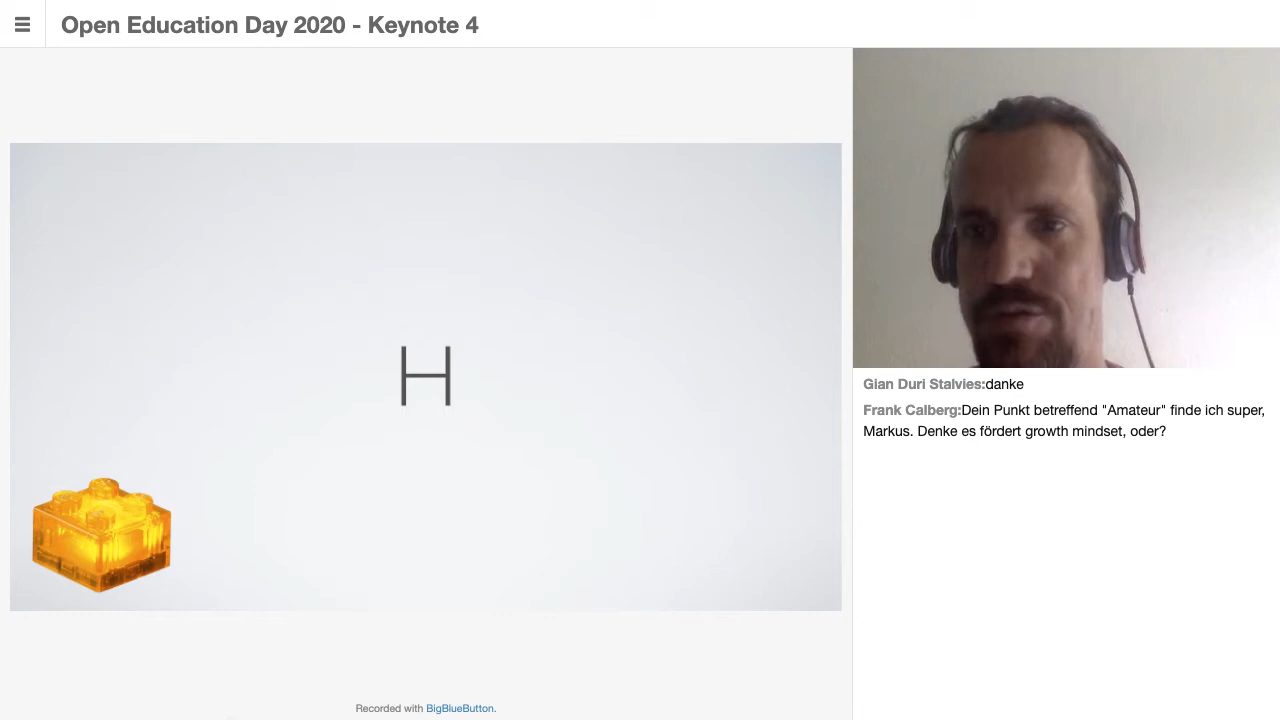 Open Education Day 2020 - Keynote 4
H
Gian Duri Stalvies:danke
Frank Calberg:Dein Punkt betreffend "Amateur" finde ich super,
Markus. Denke es fördert growth mindset, oder?
Recorded with BigBlueButton.